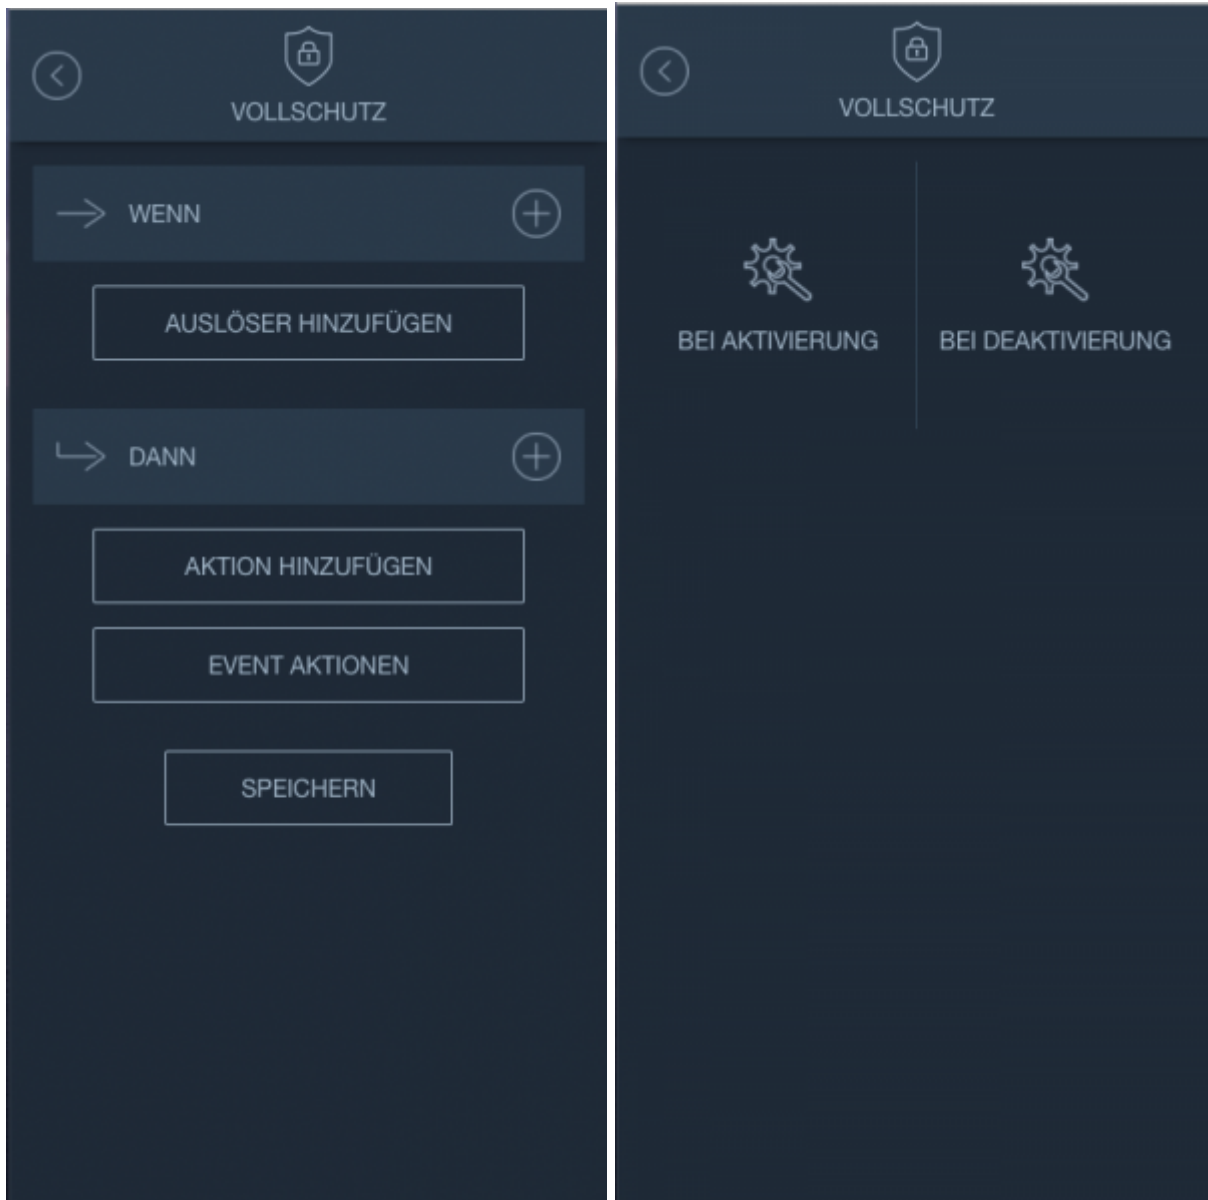 VOLLSCHUTZ
WENN
AUSLÖSER HINZUFÜGEN
DANN
AKTION HINZUFÜGEN
EVENT AKTIONEN
SPEICHERN
VOLLSCHUTZ
BEI AKTIVIERUNG
BEI DEAKTIVIERUNG